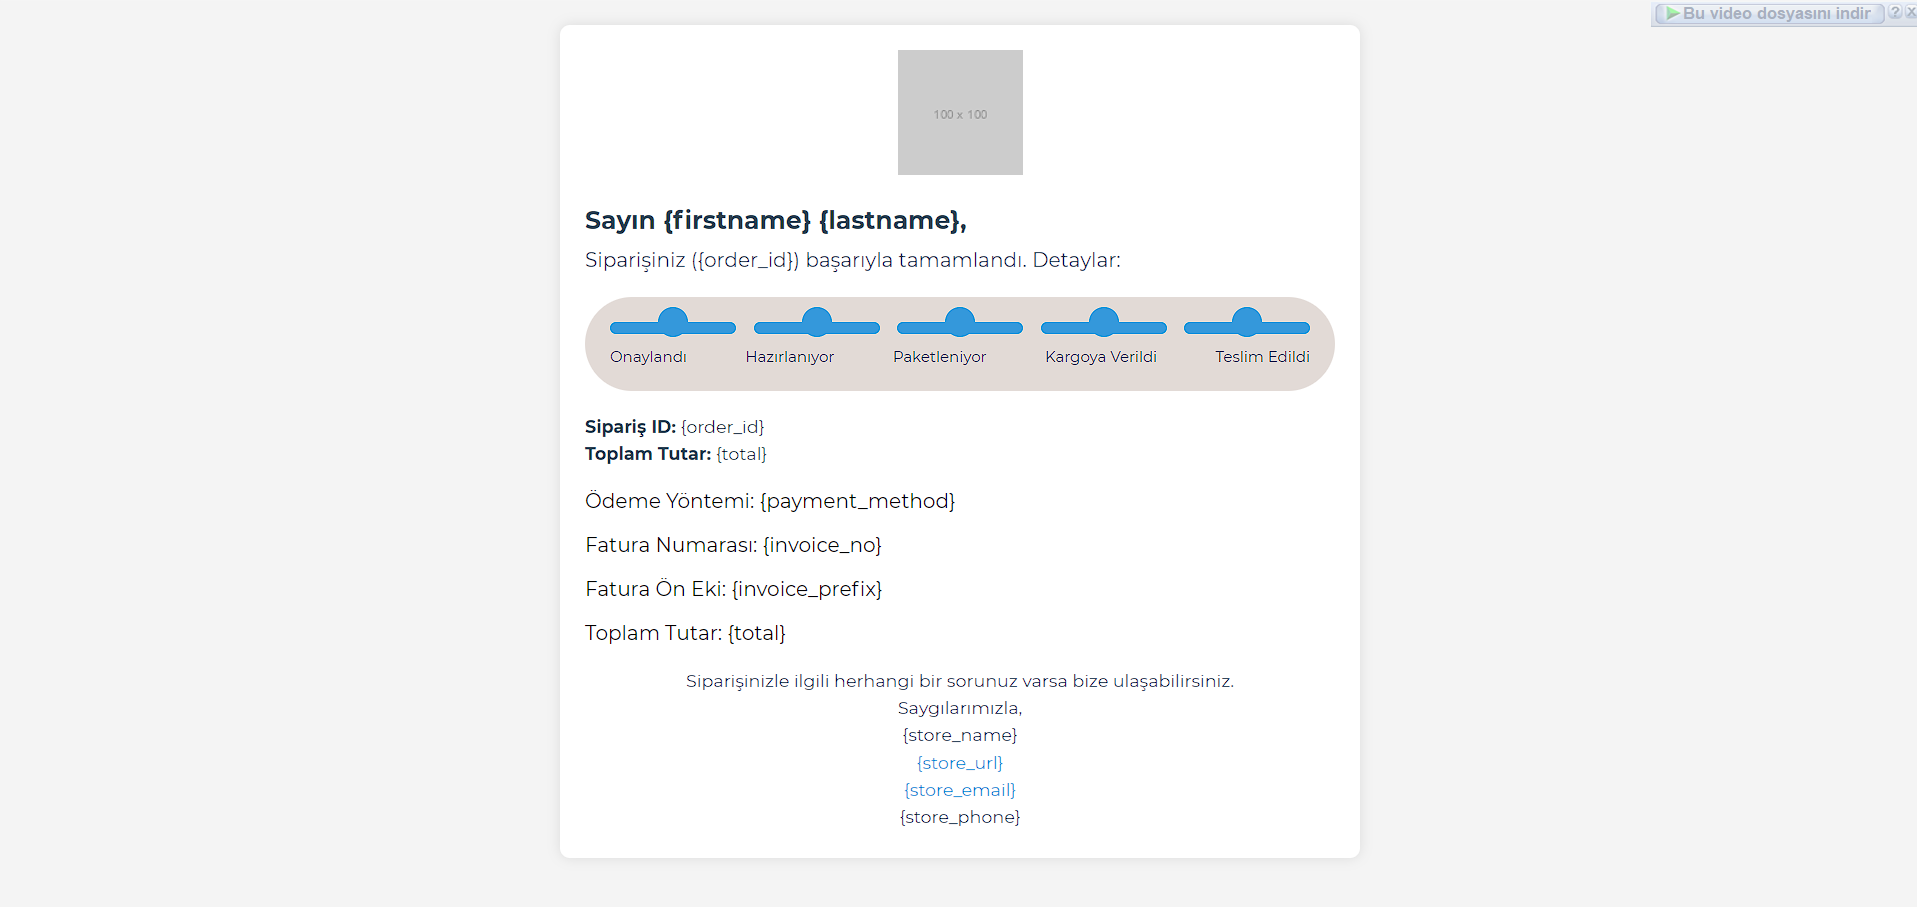 Bu video dosyasını indir ? x
100 x 100
Sayın {firstname} {lastname},
Siparişiniz ({order_id}) başarıyla tamamlandı. Detaylar:
Onaylandı Hazırlanıyor Paketleniyor Kargoya Verildi Teslim Edildi
Sipariş ID: {order_id}
Toplam Tutar: {total}
Ödeme Yöntemi: {payment_method}
Fatura Numarası: {invoice_no}
Fatura Ön Eki: {invoice_prefix}
Toplam Tutar: {total}
Siparişinizle ilgili herhangi bir sorunuz varsa bize ulaşabilirsiniz.
Saygılarımızla,
{store_name}
{store_url}
{store_email}
{store_phone}